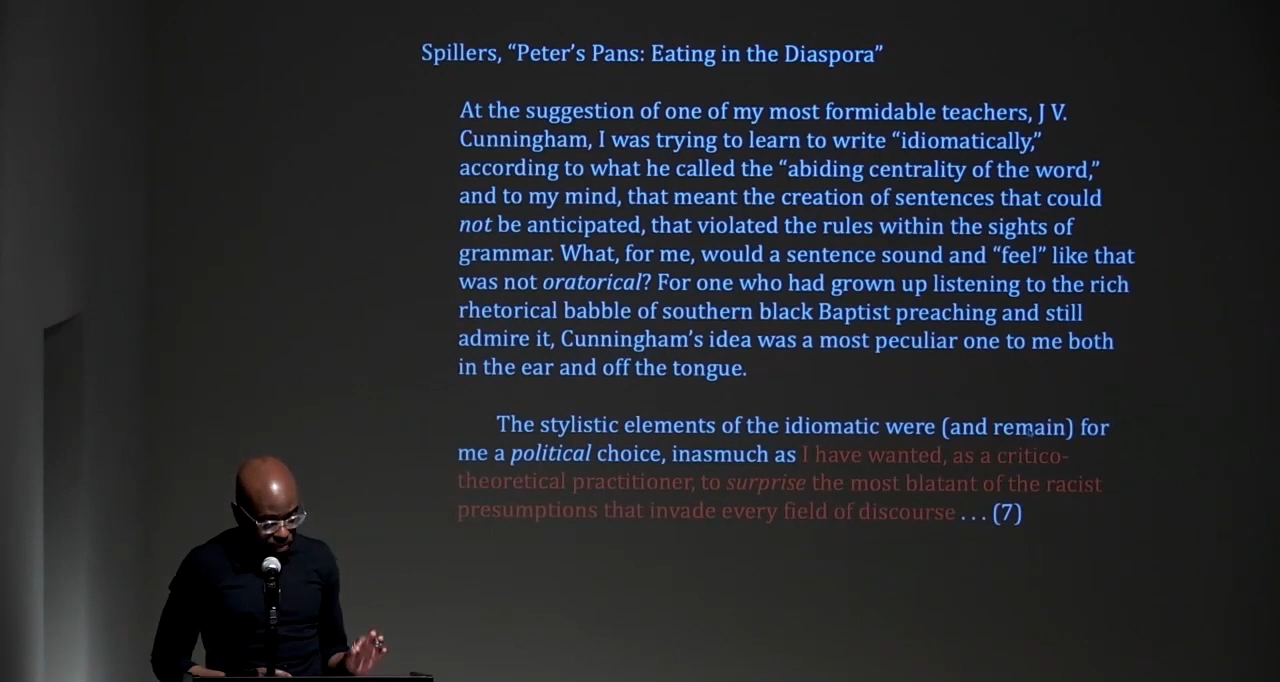 Spillers, “Peter’s Pans: Eating in the Diaspora”
At the suggestion of one of my most formidable teachers, J V.
Cunningham, I was trying to learn to write “idiomatically,”
according to what he called the “abiding centrality of the word,”
and to my mind, that meant the creation of sentences that could
not be anticipated, that violated the rules within the sights of
grammar. What, for me, would a sentence sound and “feel” like that
was not oratorical? For one who had grown up listening to the rich
rhetorical babble of southern black Baptist preaching and still
admire it, Cunningham’s idea was a most peculiar one to me both
in the ear and off the tongue.
The stylistic elements of the idiomatic were (and remain) for
me a political choice, inasmuch as I have wanted, as a critico-
theoretical practitioner, to surprise the most blatant of the racist
presumptions that invade every field of discourse . . . (7)